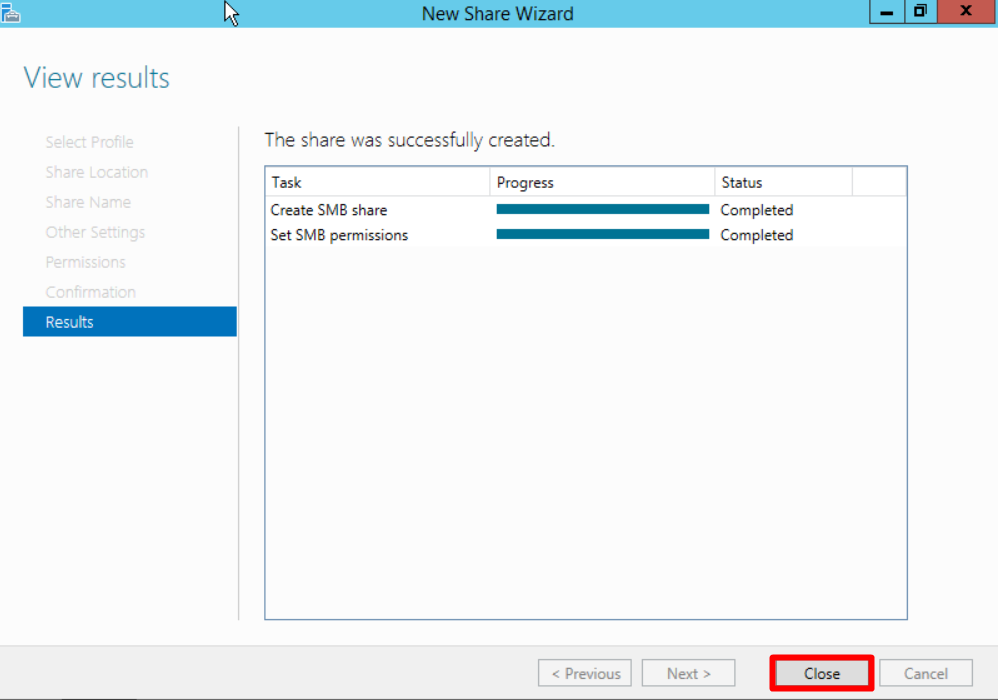 New Share Wizard
View results
Select Profile
Share Location
Share Name
Other Settings
Permissions
Confirmation
Results
The share was successfully created.
Task Progress Status
Create SMB share Completed
Set SMB permissions Completed
< Previous Next > Close Cancel